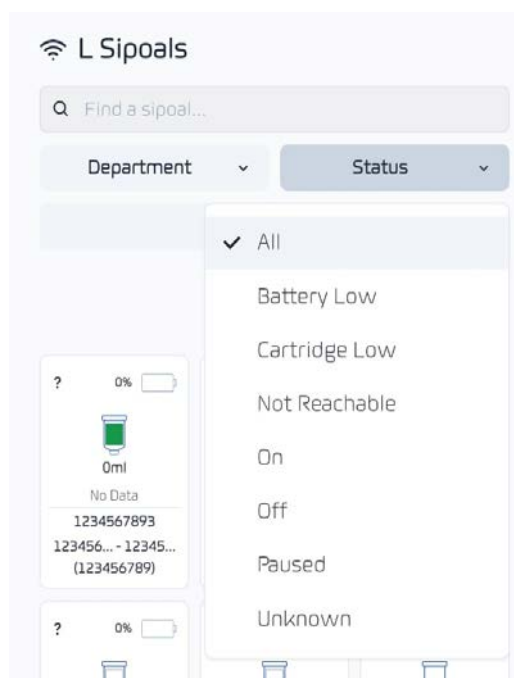 L Sipoals
Find a sipoal...
Department
Status
All
Battery Low
Cartridge Low
Not Reachable
On
Off
Paused
Unknown
? 0%
0ml
No Data
1234567893
123456... - 12345...
(123456789)
? 0%